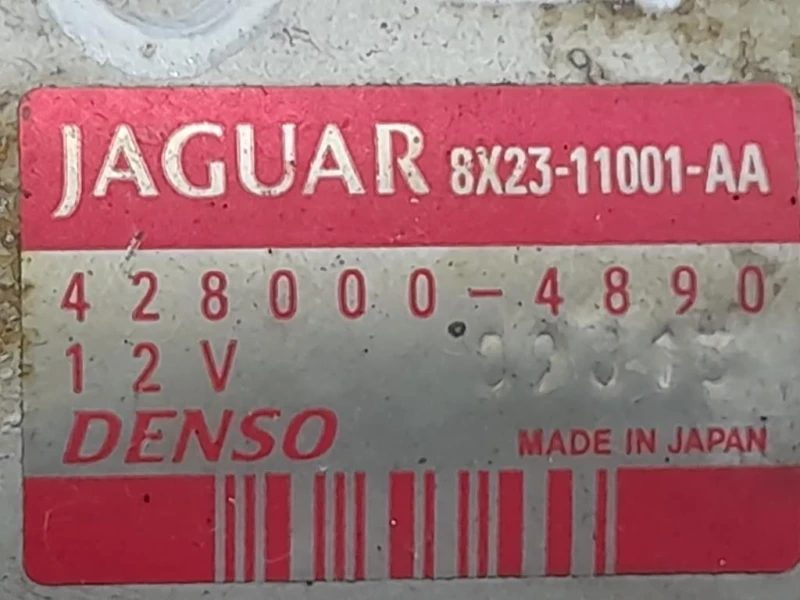 JAGUAR 8X23-11001-AA
428000-4890
12V
DENSO MADE IN JAPAN